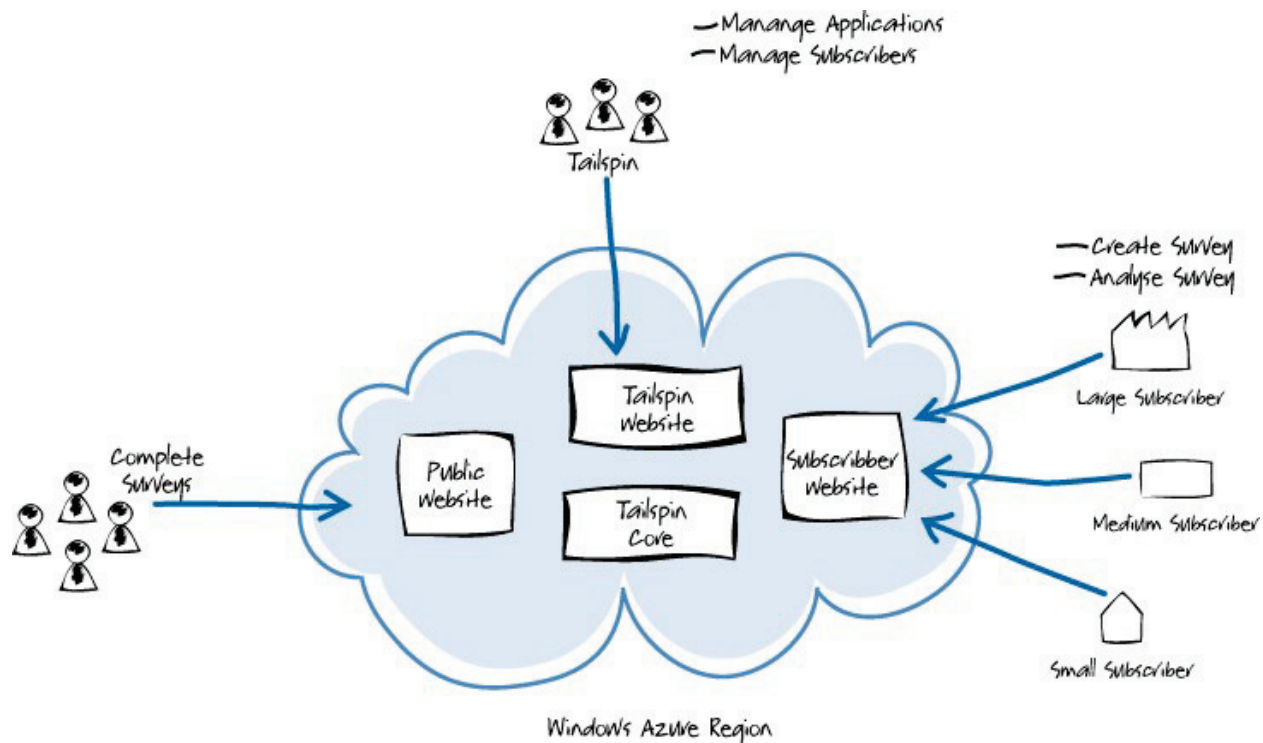 — Manange Applications
— Manage Subscribers
Tailspin
— Create Survey
— Analyse Survey
Large Subscriber
Tailspin
Website
Complete
Surveys
Public
Website
Subscribber
Website
Medium Subscriber
Tailspin
Core
Small Subscriber
Windows Azure Region